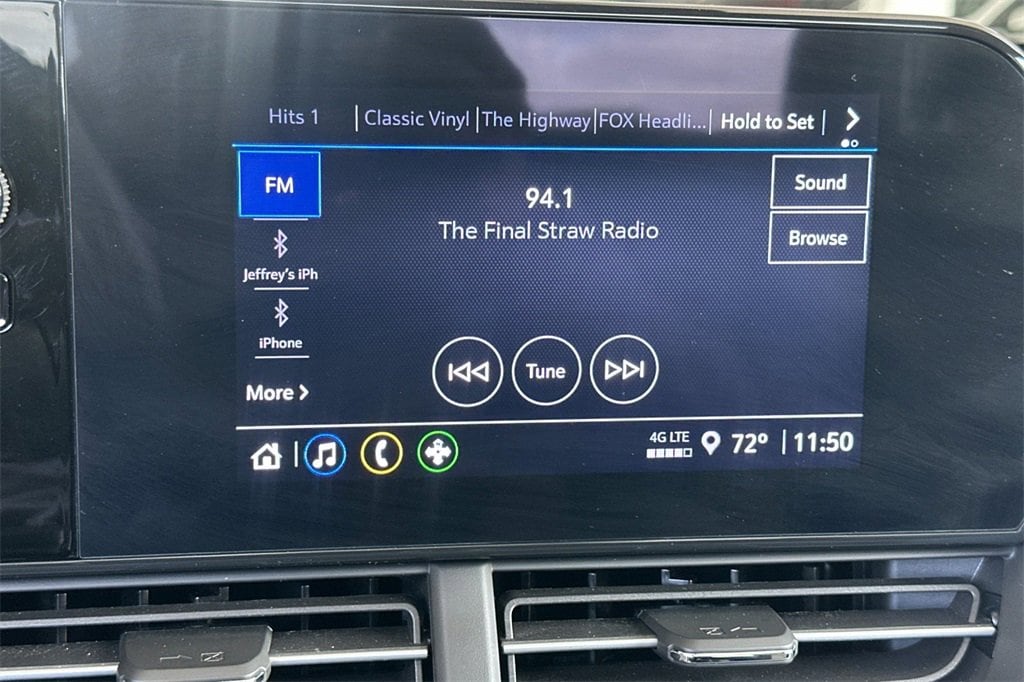 Hits 1 Classic Vinyl The Highway FOX Headli... Hold to Set
FM
94.1
Sound
The Final Straw Radio
Browse
Jeffrey's iPh
iPhone
Tune
More
4G LTE
72° 11:50